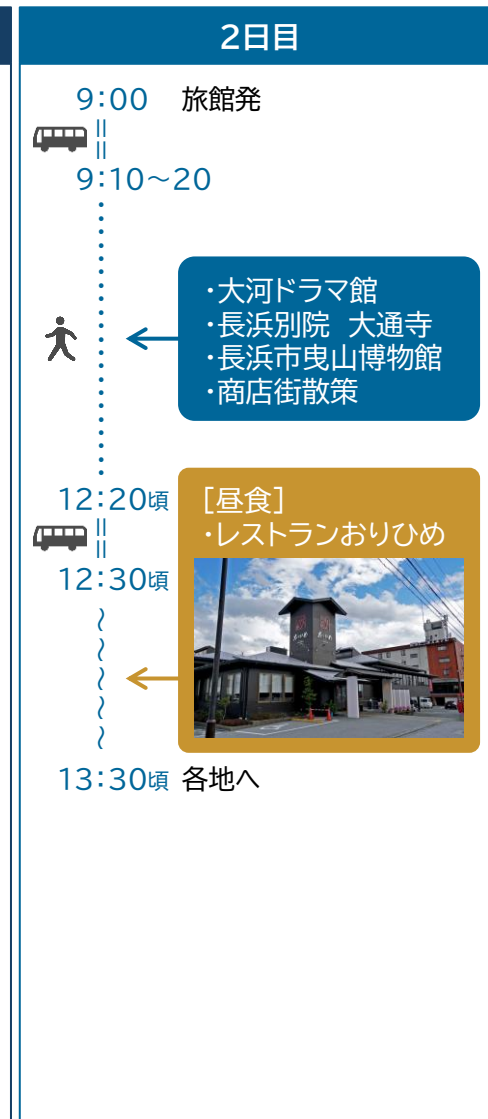 2日目
9:00 旅館発
9:10～20
・大河ドラマ館
・長浜別院 大通寺
・長浜市曳山博物館
・商店街散策
12:20頃
[昼食]
・レストランおりひめ
12:30頃
13:30頃 各地へ